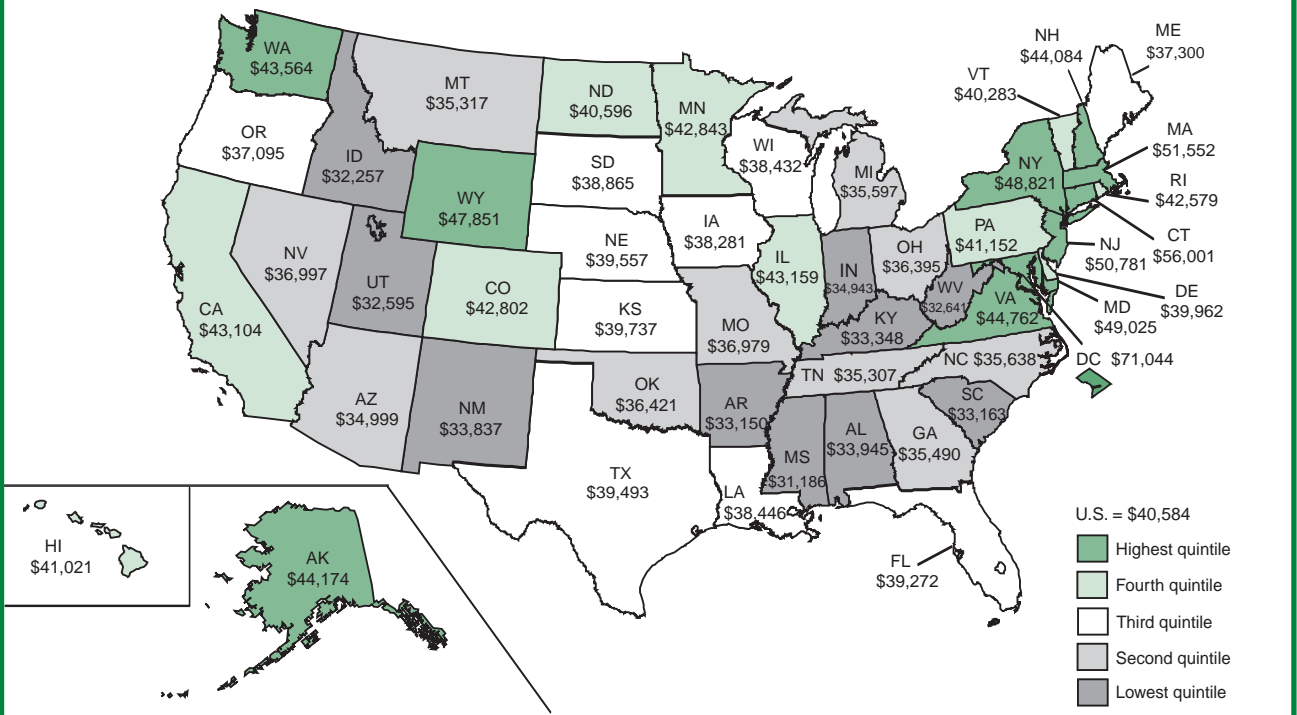 WA
$43,564
OR
$37,095
CA
$43,104
ID
$32,257
NV
$36,997
MT
$35,317
WY
$47,851
UT
$32,595
AZ
$34,999
CO
$42,802
NM
$33,837
ND
$40,596
SD
$38,865
NE
$39,557
KS
$39,737
OK
$36,421
TX
$39,493
MN
$42,843
IA
$38,281
MO
$36,979
AR
$33,150
LA
$38,446
WI
$38,432
IL
$43,159
MI
$35,597
IN
$34,943
OH
$36,395
KY
$33,348
TN $35,307
MS
$31,186
AL
$33,945
GA
$35,490
FL
$39,272
SC
$33,163
NC $35,638
WV
$32,641
VA
$44,762
PA
$41,152
NY
$48,821
VT
$40,283
NH
$44,084
ME
$37,300
MA
$51,552
RI
$42,579
CT
$56,001
NJ
$50,781
DE
$39,962
MD
$49,025
DC $71,044
HI
$41,021
AK
$44,174
U.S. = $40,584
Highest quintile
Fourth quintile
Third quintile
Second quintile
Lowest quintile